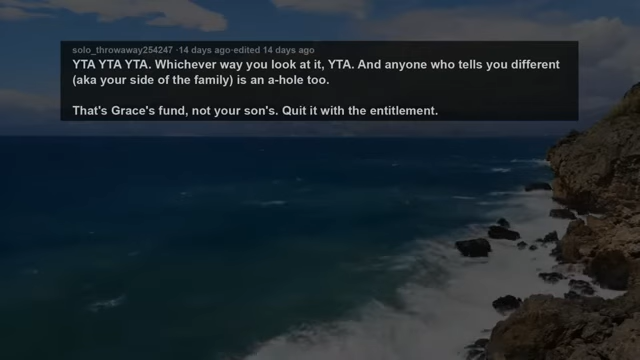 solo_throwaway254247 ·14 days ago·edited 14 days ago
YTA YTA YTA. Whichever way you look at it, YTA. And anyone who tells you different
(aka your side of the family) is an a-hole too.
That's Grace's fund, not your son's. Quit it with the entitlement.